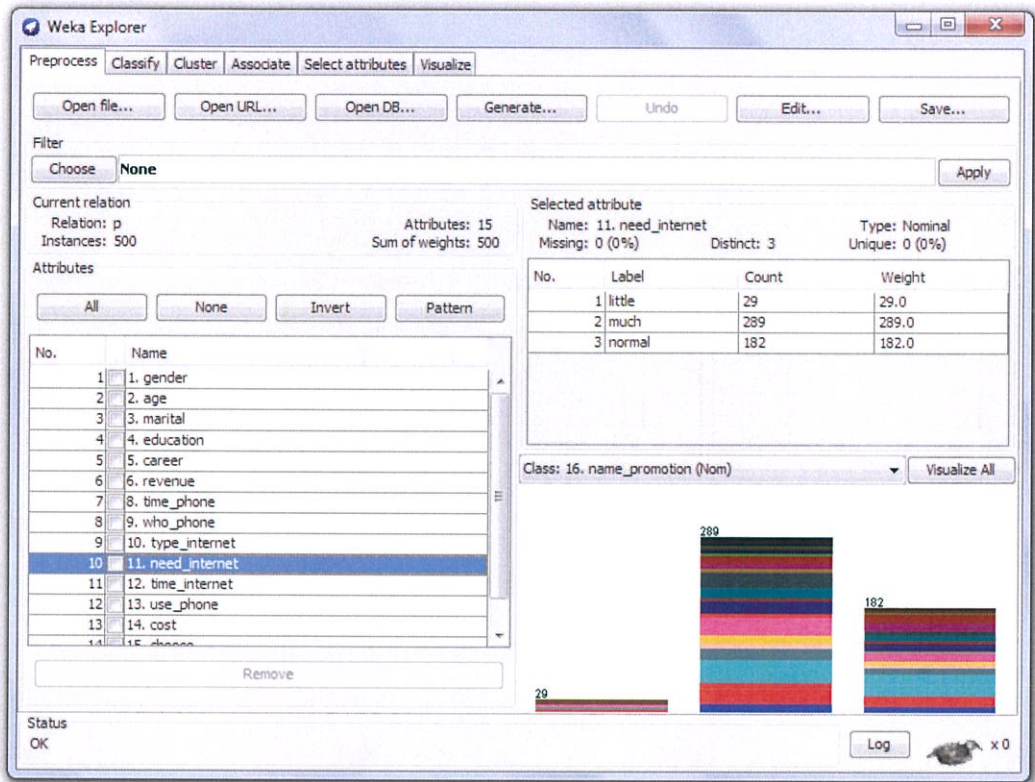 Weka Explorer
Preprocess Classify Cluster Associate Select attributes Visualize
Open file... Open URL... Open DB... Generate... Undo Edit... Save...
Filter
Choose None Apply
Current relation
Relation: p Attributes: 15
Instances: 500 Sum of weights: 500
Attributes
All None Invert Pattern
No. Name
1 1. gender
2 2. age
3 3. marital
4 4. education
5 5. career
6 6. revenue
7 8. time_phone
8 9. who_phone
9 10. type_internet
10 11. need_internet
11 12. time_internet
12 13. use_phone
13 14. cost
14 15.
Remove
Selected attribute
Name: 11. need_internet Type: Nominal
Missing: 0 (0%) Distinct: 3 Unique: 0 (0%)
No. Label Count Weight
1 little 29 29.0
2 much 289 289.0
3 normal 182 182.0
Class: 16. name_promotion (Nom) Visualize All
289
182
29
Status
OK Log x 0